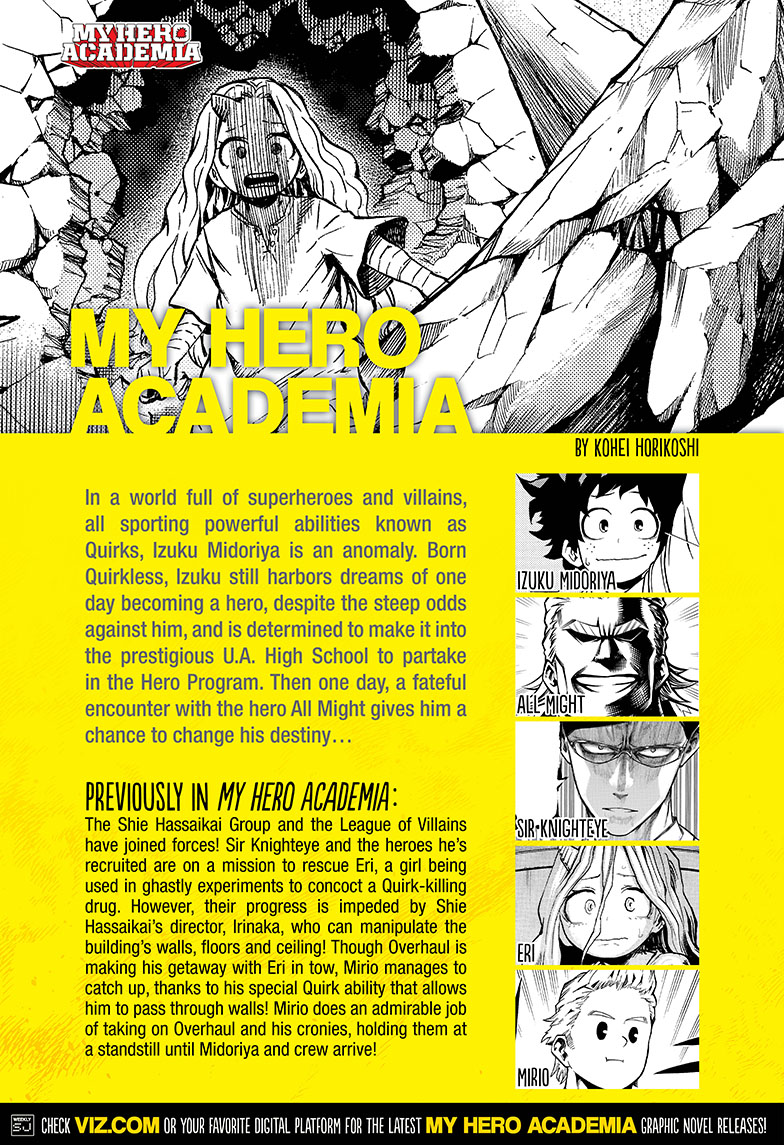 MY HERO
ACADEMIA
MY HERO
ACADEMIA
BY KOHEI HORIKOSHI
In a world full of superheroes and villains,
all sporting powerful abilities known as
Quirks, Izuku Midoriya is an anomaly. Born
Quirkless, Izuku still harbors dreams of one
day becoming a hero, despite the steep odds
against him, and is determined to make it into
the prestigious U.A. High School to partake
in the Hero Program. Then one day, a fateful
encounter with the hero All Might gives him a
chance to change his destiny…
PREVIOUSLY IN MY HERO ACADEMIA:
The Shie Hassaikai Group and the League of Villains
have joined forces! Sir Knighteye and the heroes he's
recruited are on a mission to rescue Eri, a girl being
used in ghastly experiments to concoct a Quirk-killing
drug. However, their progress is impeded by Shie
Hassaikai's director, Irinaka, who can manipulate the
building's walls, floors and ceiling! Though Overhaul is
making his getaway with Eri in tow, Mirio manages to
catch up, thanks to his special Quirk ability that allows
him to pass through walls! Mirio does an admirable job
of taking on Overhaul and his cronies, holding them at
a standstill until Midoriya and crew arrive!
IZUKU MIDORIYA
ALL MIGHT
SIR KNIGHTEYE
ERI
MIRIO
WEEKLY
SJ
CHECK VIZ.COM OR YOUR FAVORITE DIGITAL PLATFORM FOR THE LATEST MY HERO ACADEMIA GRAPHIC NOVEL RELEASES!